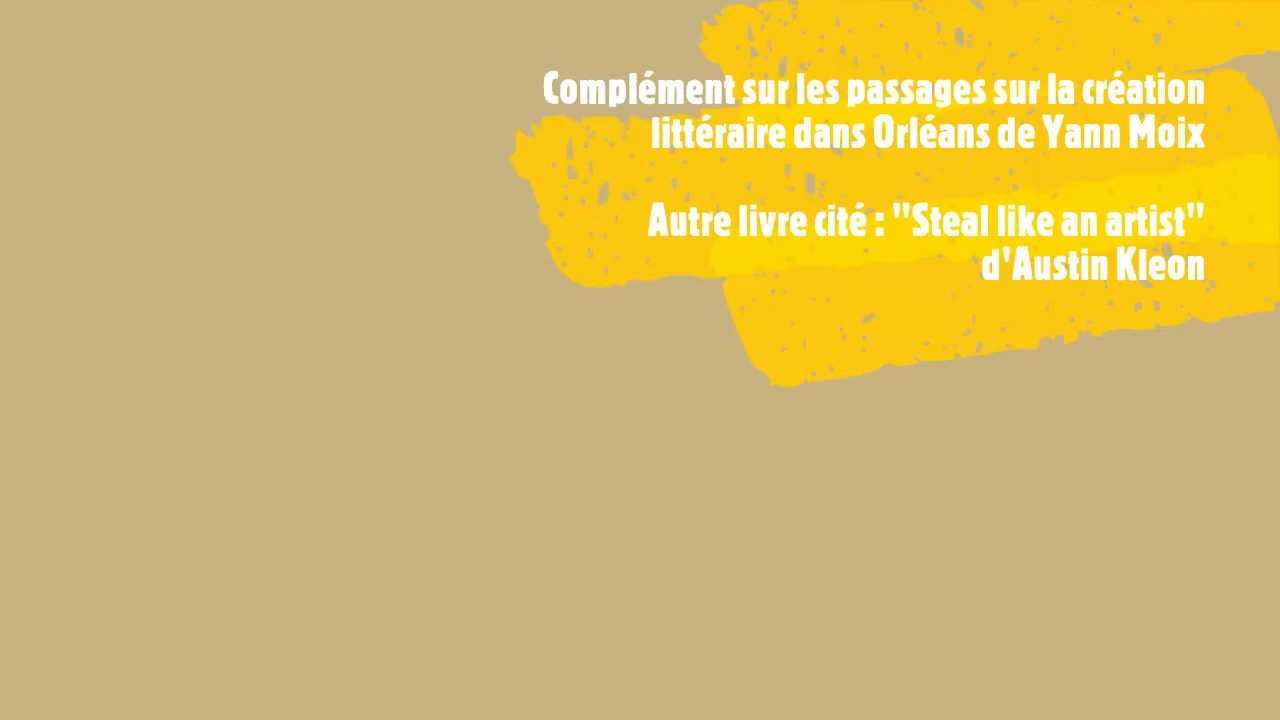 Complément sur les passages sur la création
littéraire dans Orléans de Yann Moix
Autre livre cité : "Steal like an artist"
d'Austin Kleon